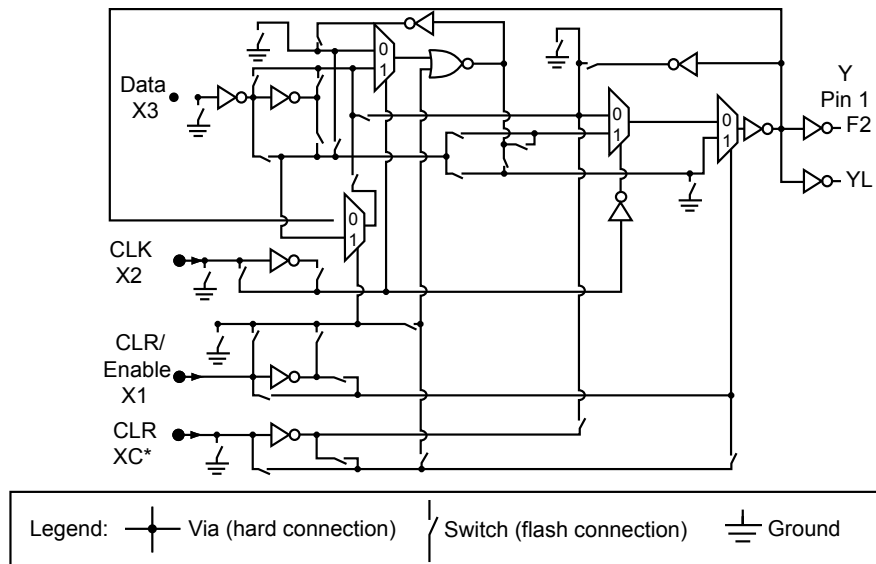 Data
X3
0
1
0
1
0
1
Y
Pin 1
F2
YL
0
1
CLK
X2
CLR/
Enable
X1
CLR
XC*
Legend:
Via (hard connection)
Switch (flash connection)
Ground